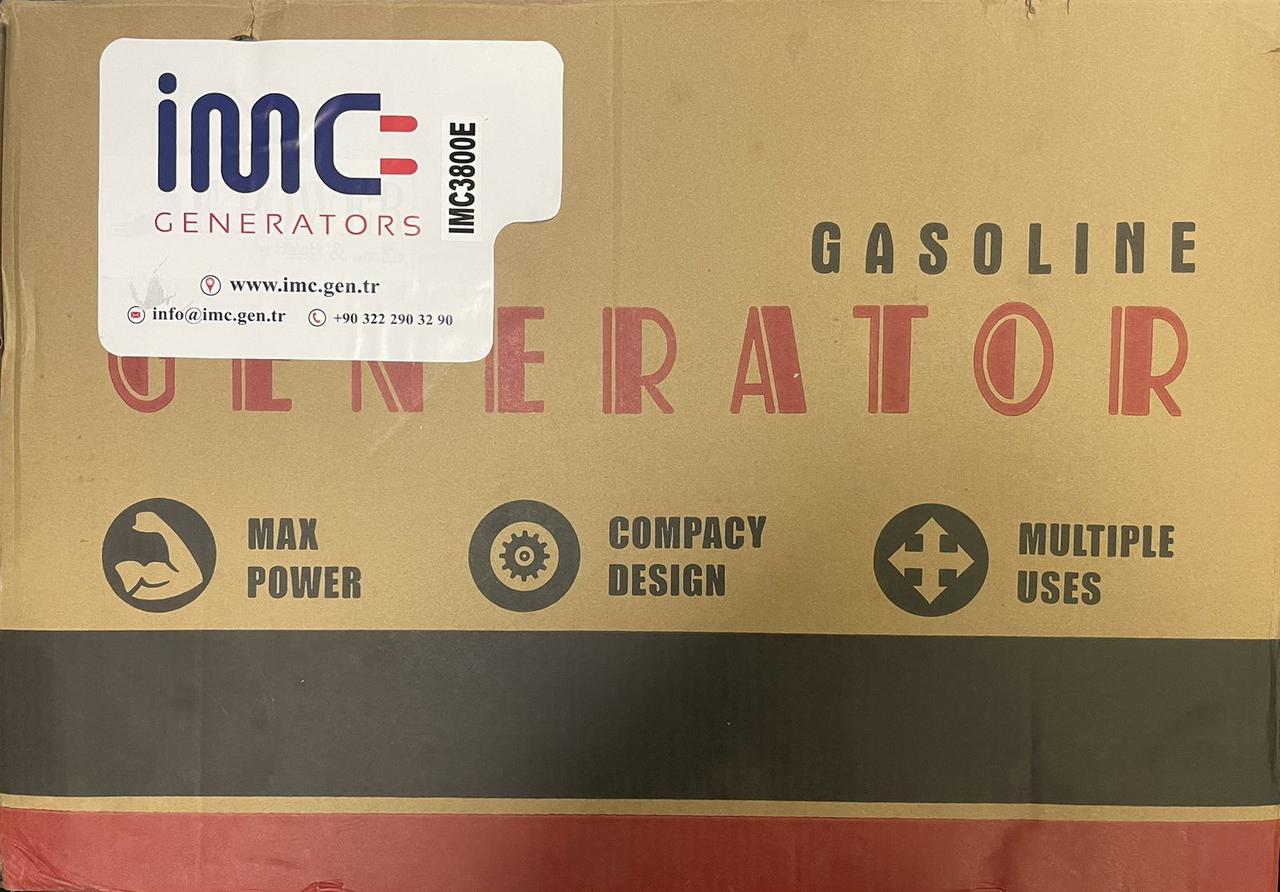 imc
GENERATORS
IMC3800E
www.imc.gen.tr
info@imc.gen.tr +90 322 290 32 90
GASOLINE
GENERATOR
MAX
POWER
COMPACY
DESIGN
MULTIPLE
USES